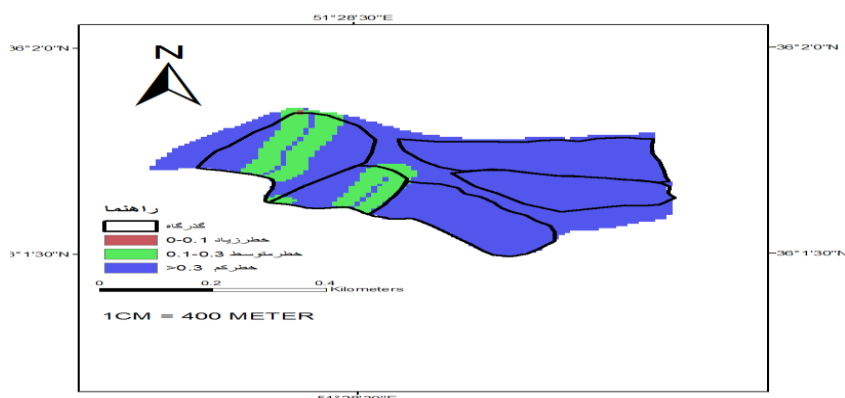 51°28'30"E
36°2'0"N
36°2'0"N
N
راهنما
گذرگاه
خطرزیاد 0-0.1
خطرمتوسط 0.1-0.3
خطرکم >0.3
°1'30"N
36°1'30"N
0 0.2 0.4
Kilometers
1CM = 400 METER